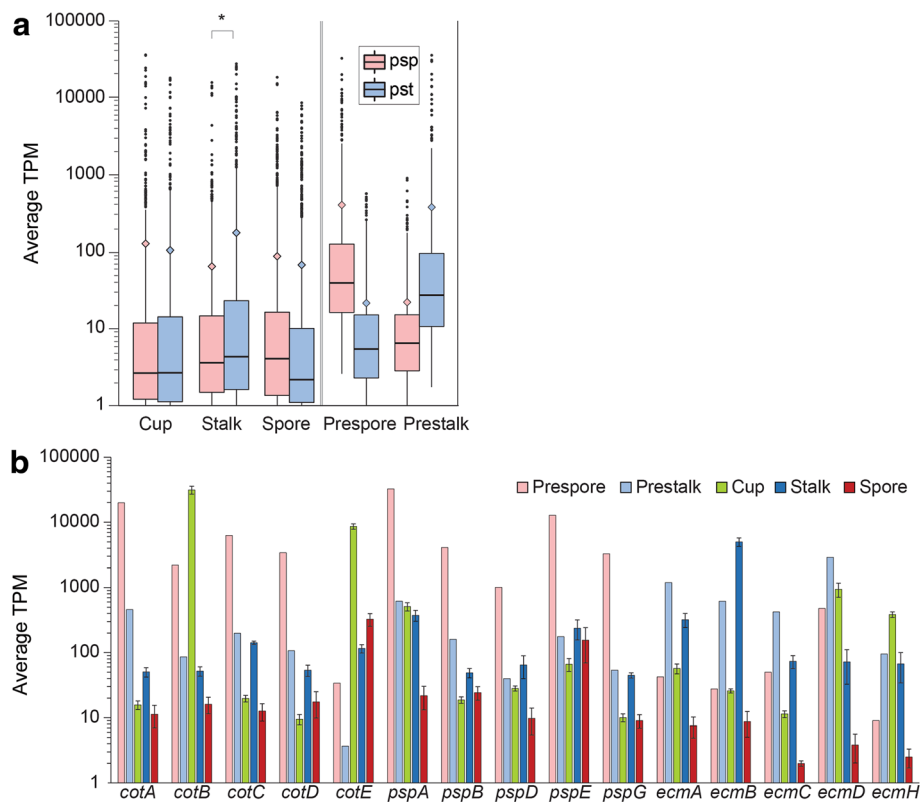 a
*
100000
10000
1000
100
10
1
Average TPM
psp
pst
Cup Stalk Spore Prespore Prestalk
b
100000
10000
1000
100
10
1
Average TPM
Prespore Prestalk Cup Stalk Spore
cotA cotB cotC cotD cotE pspA pspB pspD pspE pspG ecmA ecmB ecmC ecmD ecmH